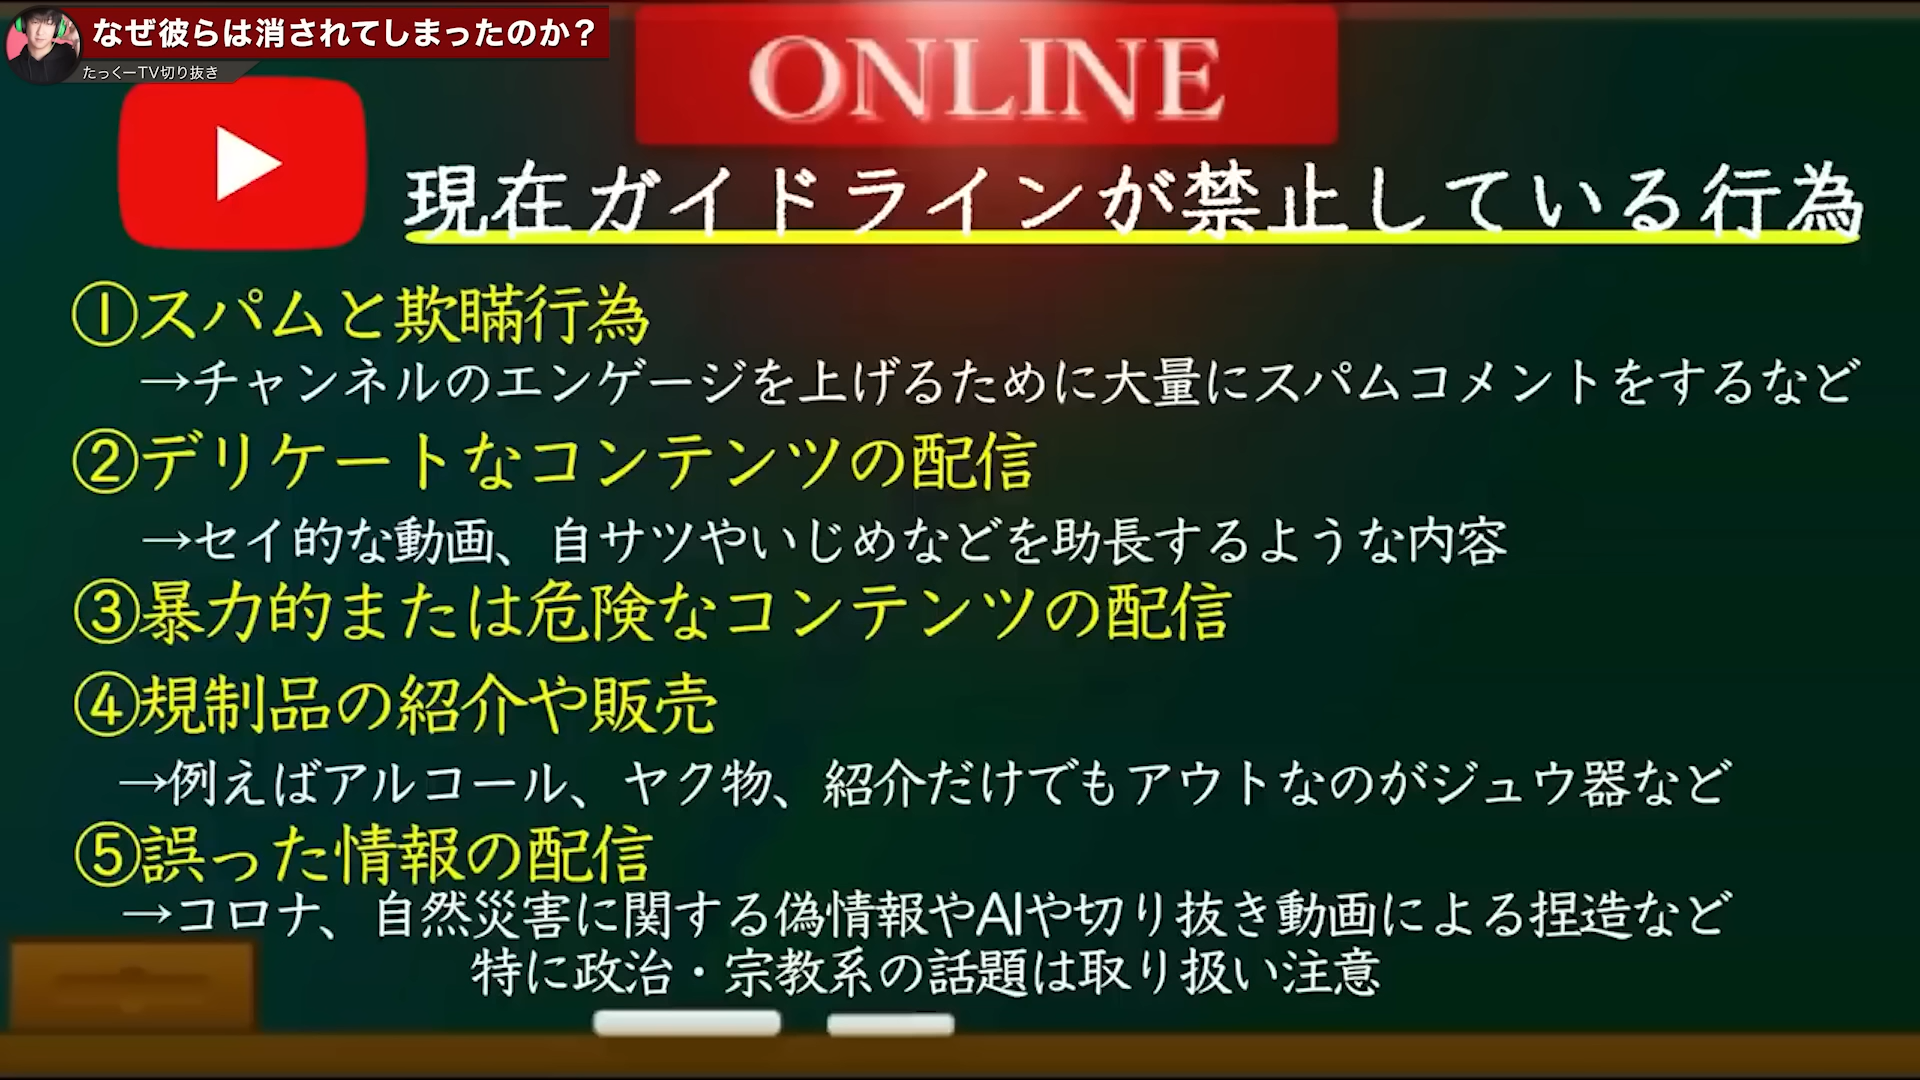 なぜ彼らは消されてしまったのか?
たっくーTV切り抜き
ONLINE
現在ガイドラインが禁止している行為
①スパムと欺瞞行為
→チャンネルのエンゲージを上げるために大量にスパムコメントをするなど
②デリケートなコンテンツの配信
→セイ的な動画、自サツやいじめなどを助長するような内容
③暴力的または危険なコンテンツの配信
④規制品の紹介や販売
→例えばアルコール、ヤク物、紹介だけでもアウトなのがジュウ器など
⑤誤った情報の配信
→コロナ、自然災害に関する偽情報やAIや切り抜き動画による捏造など
特に政治・宗教系の話題は取り扱い注意